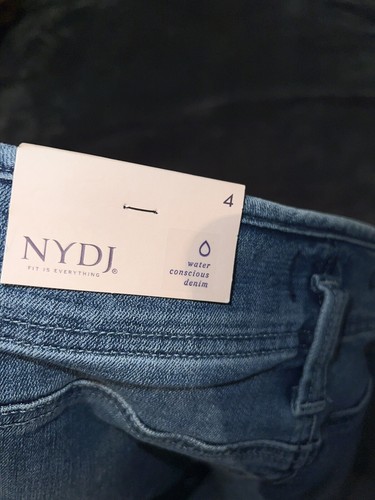 4
NYDJ®
FIT IS EVERYTHING
water
conscious
denim